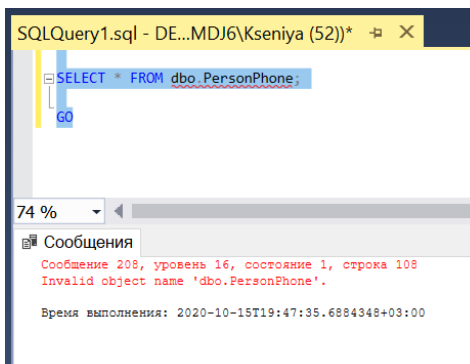 SQLQuery1.sql - DE...MDJ6\Kseniya (52))*
SELECT * FROM dbo.PersonPhone;
GO
74 %
Сообщения
Сообщение 208, уровень 16, состояние 1, строка 108
Invalid object name 'dbo.PersonPhone'.
Время выполнения: 2020-10-15T19:47:35.6884348+03:00